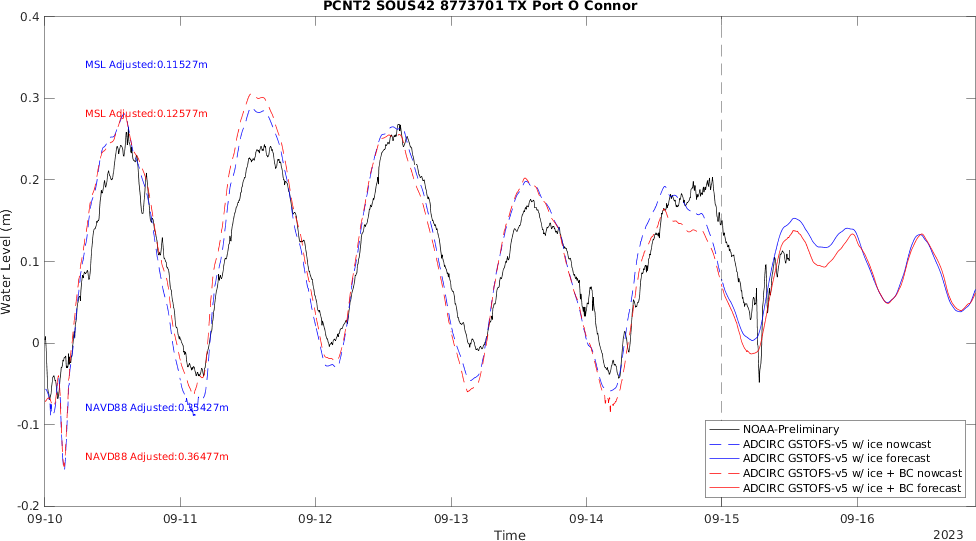 PCNT2 SOUS42 8773701 TX Port O Connor
0.4
0.3
0.2
0.1
0
-0.1
-0.2
Water Level (m)
MSL Adjusted:0.11527m
MSL Adjusted:0.12577m
NAVD88 Adjusted:0.35427m
NAVD88 Adjusted:0.36477m
NOAA-Preliminary
ADCIRC GSTOFS-v5 w/ ice nowcast
ADCIRC GSTOFS-v5 w/ ice forecast
ADCIRC GSTOFS-v5 w/ ice + BC nowcast
ADCIRC GSTOFS-v5 w/ ice + BC forecast
09-10 09-11 09-12 09-13 09-14 09-15 09-16
Time
2023